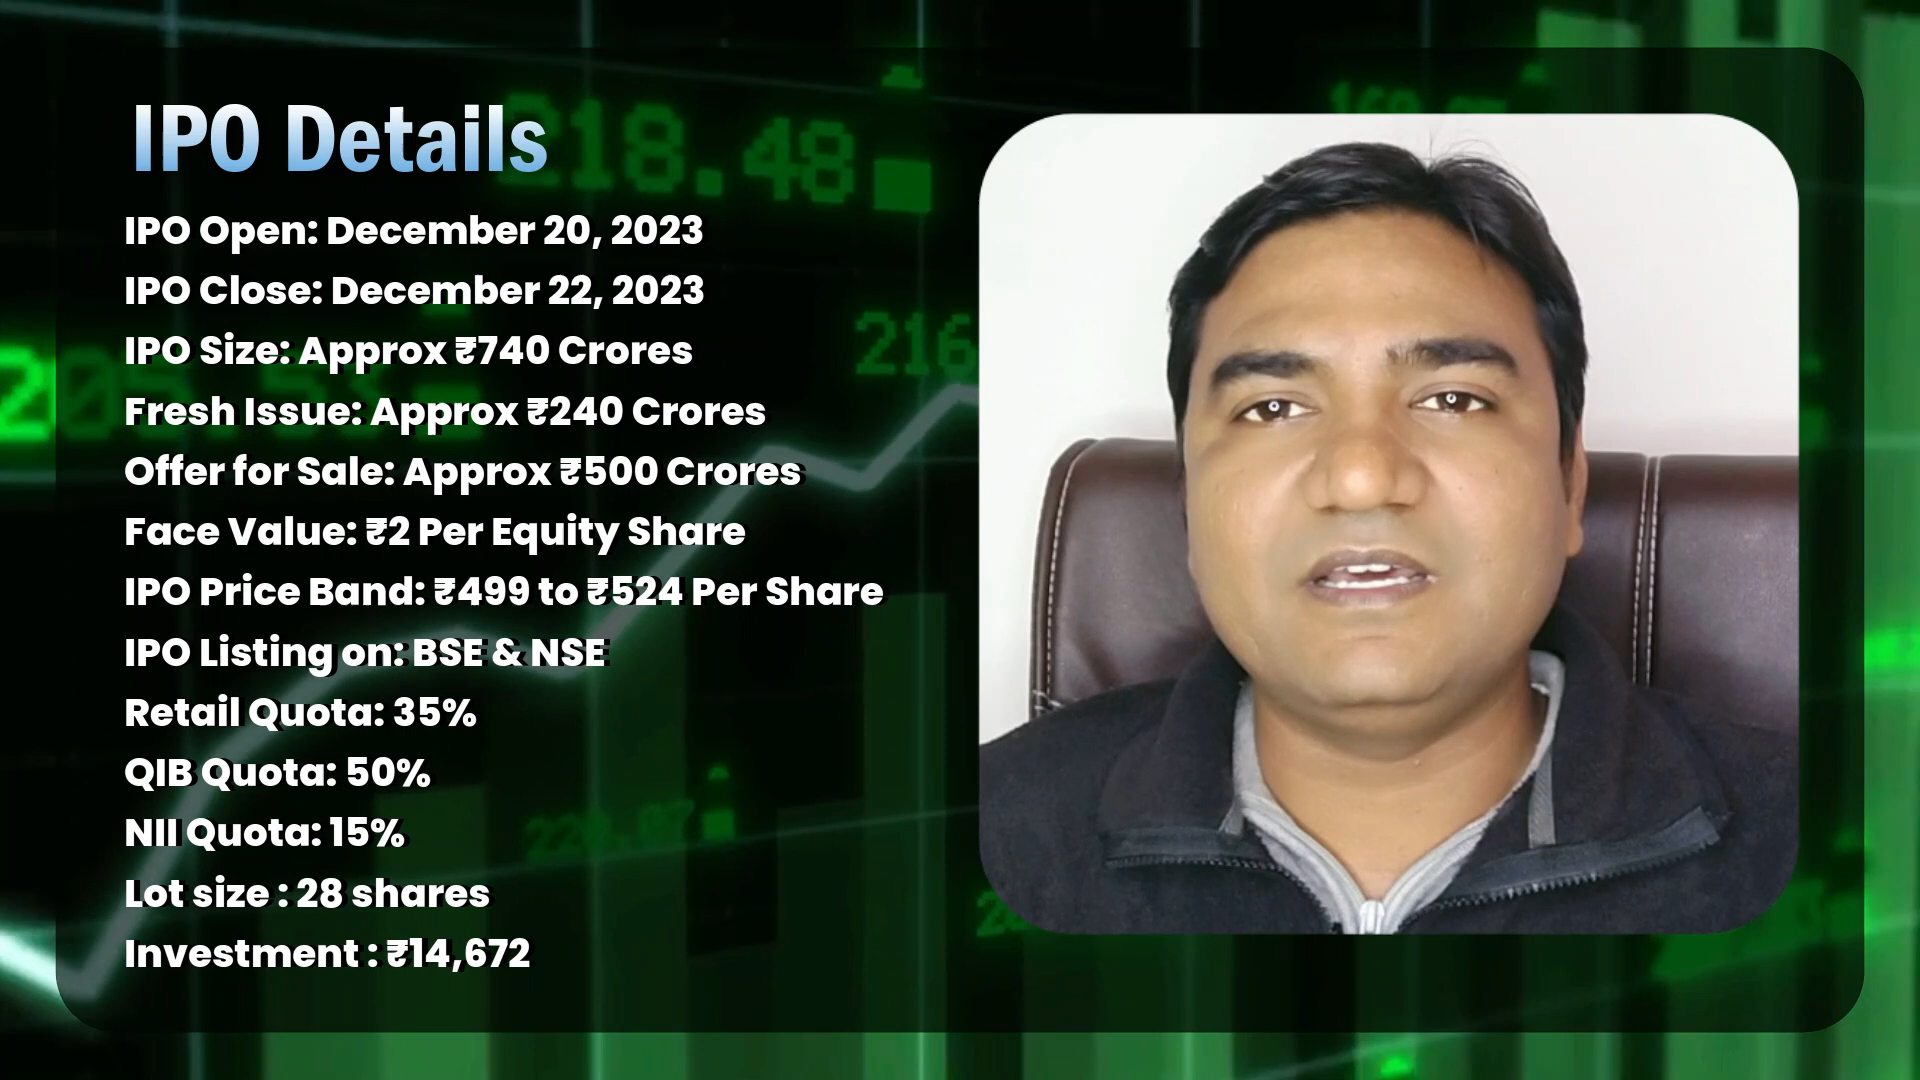 IPO Details
IPO Open: December 20, 2023
IPO Close: December 22, 2023
IPO Size: Approx ₹740 Crores
Fresh Issue: Approx ₹240 Crores
Offer for Sale: Approx ₹500 Crores
Face Value: ₹2 Per Equity Share
IPO Price Band: ₹499 to ₹524 Per Share
IPO Listing on: BSE & NSE
Retail Quota: 35%
QIB Quota: 50%
NII Quota: 15%
Lot size : 28 shares
Investment : ₹14,672
218.48
216